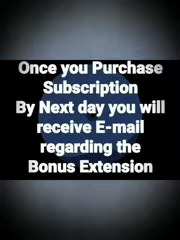 Once you Purchase
Subscription
By Next day you will
receive E-mail
regarding the
Bonus Extension